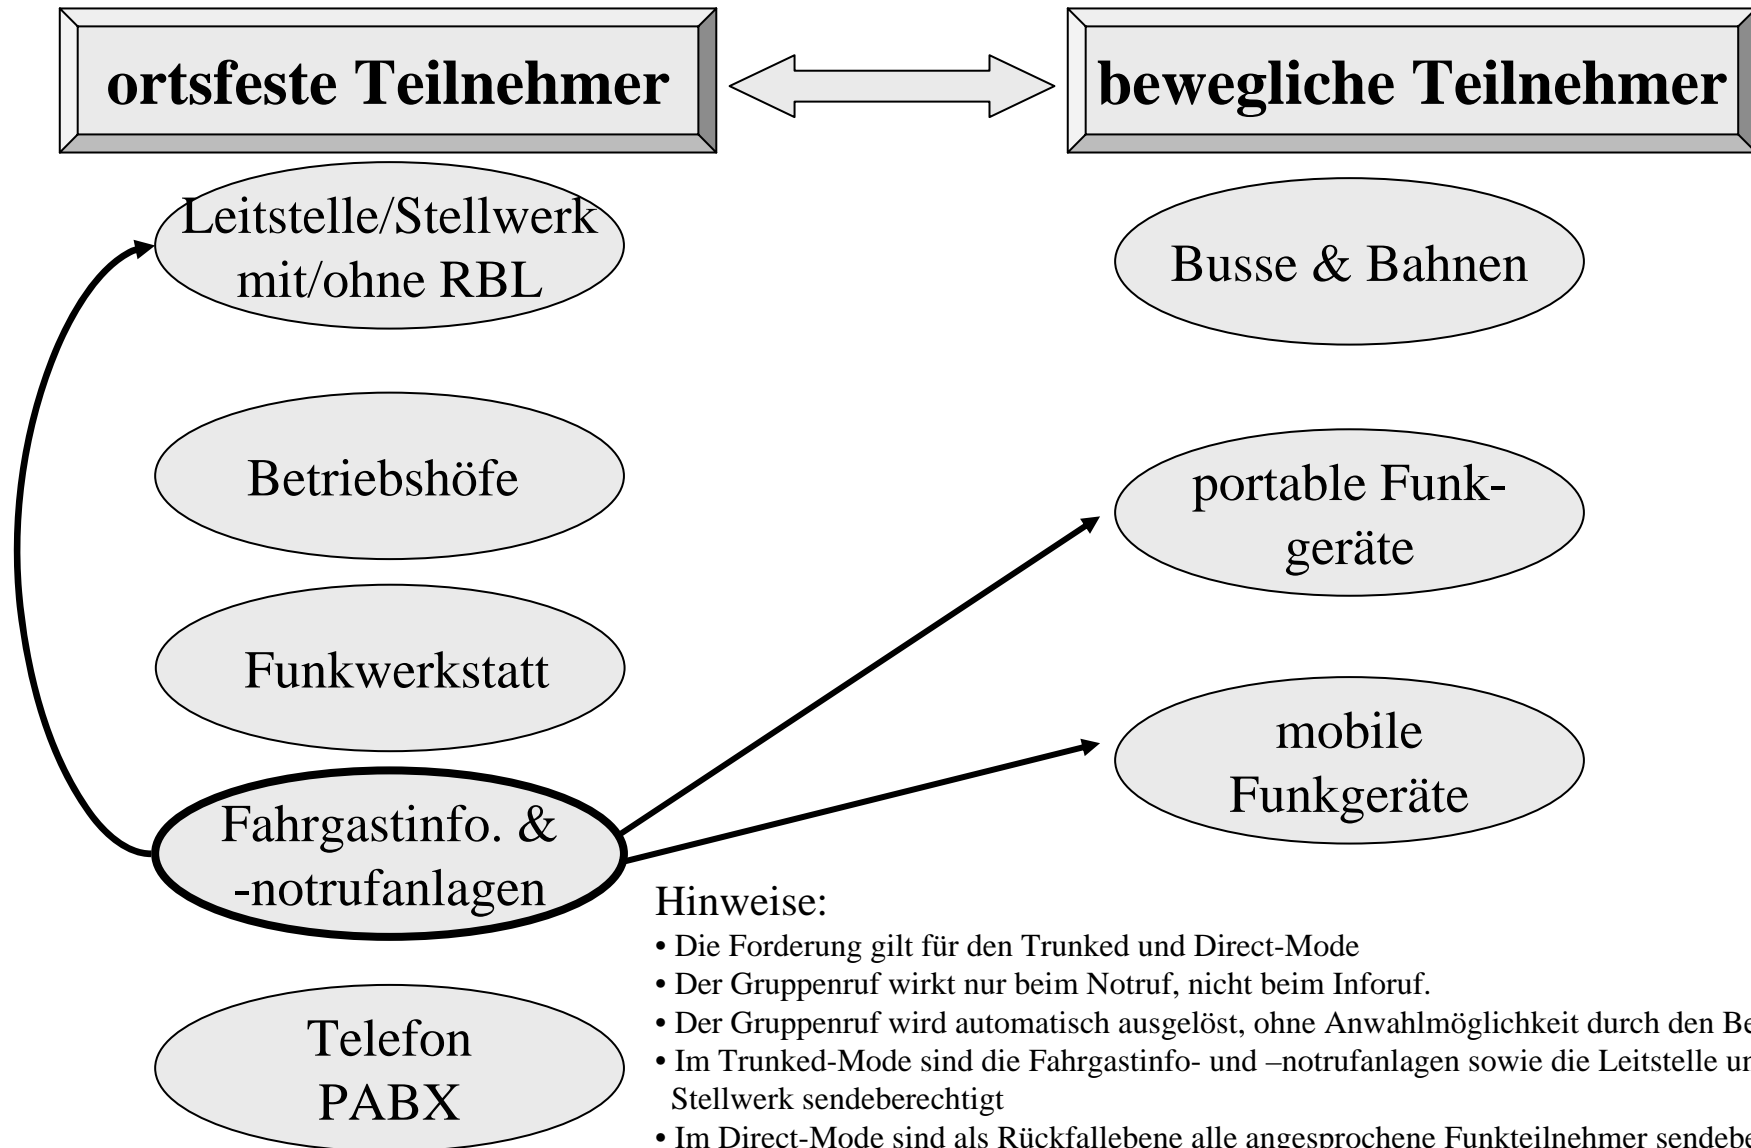 ortsfeste Teilnehmer
bewegliche Teilnehmer
Leitstelle/Stellwerk
mit/ohne RBL
Betriebshöfe
Funkwerkstatt
Fahrgastinfo. &
-notrufanlagen
Telefon
PABX
Busse & Bahnen
portable Funk-
geräte
mobile
Funkgeräte
Hinweise:
• Die Forderung gilt für den Trunked und Direct-Mode
• Der Gruppenruf wirkt nur beim Notruf, nicht beim Inforuf.
• Der Gruppenruf wird automatisch ausgelöst, ohne Anwahlmöglichkeit durch den
• Im Trunked-Mode sind die Fahrgastinfo- und –notrufanlagen sowie die Leitstelle
Stellwerk sendeberechtigt
• Im Direct-Mode sind als Rückfallebene alle angesprochene Funkteilnehmer